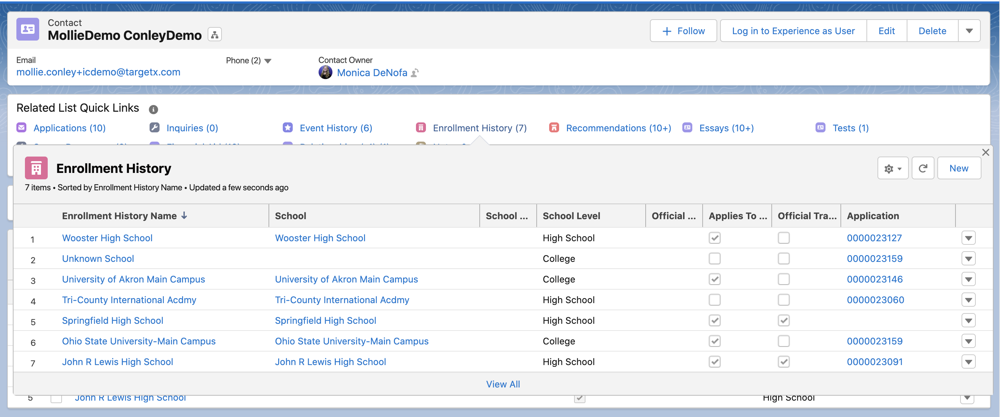 Contact
MollieDemo ConleyDemo
Follow
Log in to Experience as User
Edit
Delete
Email
Phone (2)
Contact Owner
mollie.conley+icdemo@targetx.com
Monica DeNofa
Related List Quick Links
Applications (10)
Inquiries (0)
Event History (6)
Enrollment History (7)
Recommendations (10+)
Essays (10+)
Tests (1)
Enrollment History
New
7 items • Sorted by Enrollment History Name • Updated a few seconds ago
Enrollment History Name School School ... School Level Official ... Applies To ... Official Tra... Application
1 Wooster High School Wooster High School High School 0000023127
2 Unknown School College 0000023159
3 University of Akron Main Campus University of Akron Main Campus College 0000023146
4 Tri-County International Acdmy Tri-County International Acdmy High School 0000023060
5 Springfield High School Springfield High School High School
6 Ohio State University-Main Campus Ohio State University-Main Campus College 0000023159
7 John R Lewis High School John R Lewis High School High School 0000023091
View All
5 John R Lewis High School High School